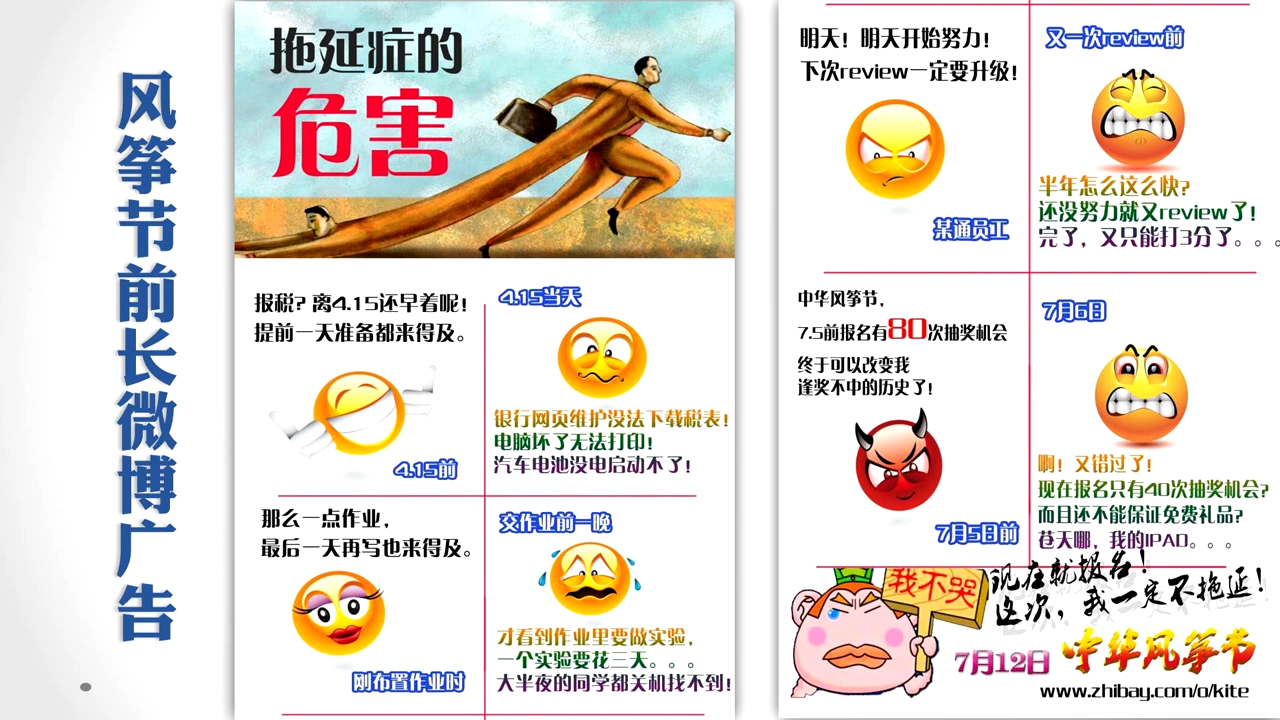 风筝节前长微博广告
拖延症的
危害
报税？离4.15还早着呢！
提前一天准备都来得及。
4.15前
4.15当天
银行网页维护没法下载税表！
电脑坏了无法打印！
汽车电池没电启动不了！
那么一点作业，
最后一天再写也来得及。
刚布置作业时
交作业前一晚
才看到作业里要做实验，
一个实验要花三天。。。
大半夜的同学都关机找不到！
明天！明天开始努力！
下次review一定要升级！
某通员工
又一次review前
半年怎么这么快？
还没努力就又review了！
完了，又只能打3分了。。。
中华风筝节，
7.5前报名有80次抽奖机会
终于可以改变我
逢奖不中的历史了！
7月5日前
7月6日
啊！又错过了！
现在报名只有40次抽奖机会？
而且还不能保证免费礼品？
苍天哪，我的IPAD。。。
我不哭
现在就报名！
这次，我一定不拖延！
7月12日 中华风筝节
www.zhibay.com/o/kite